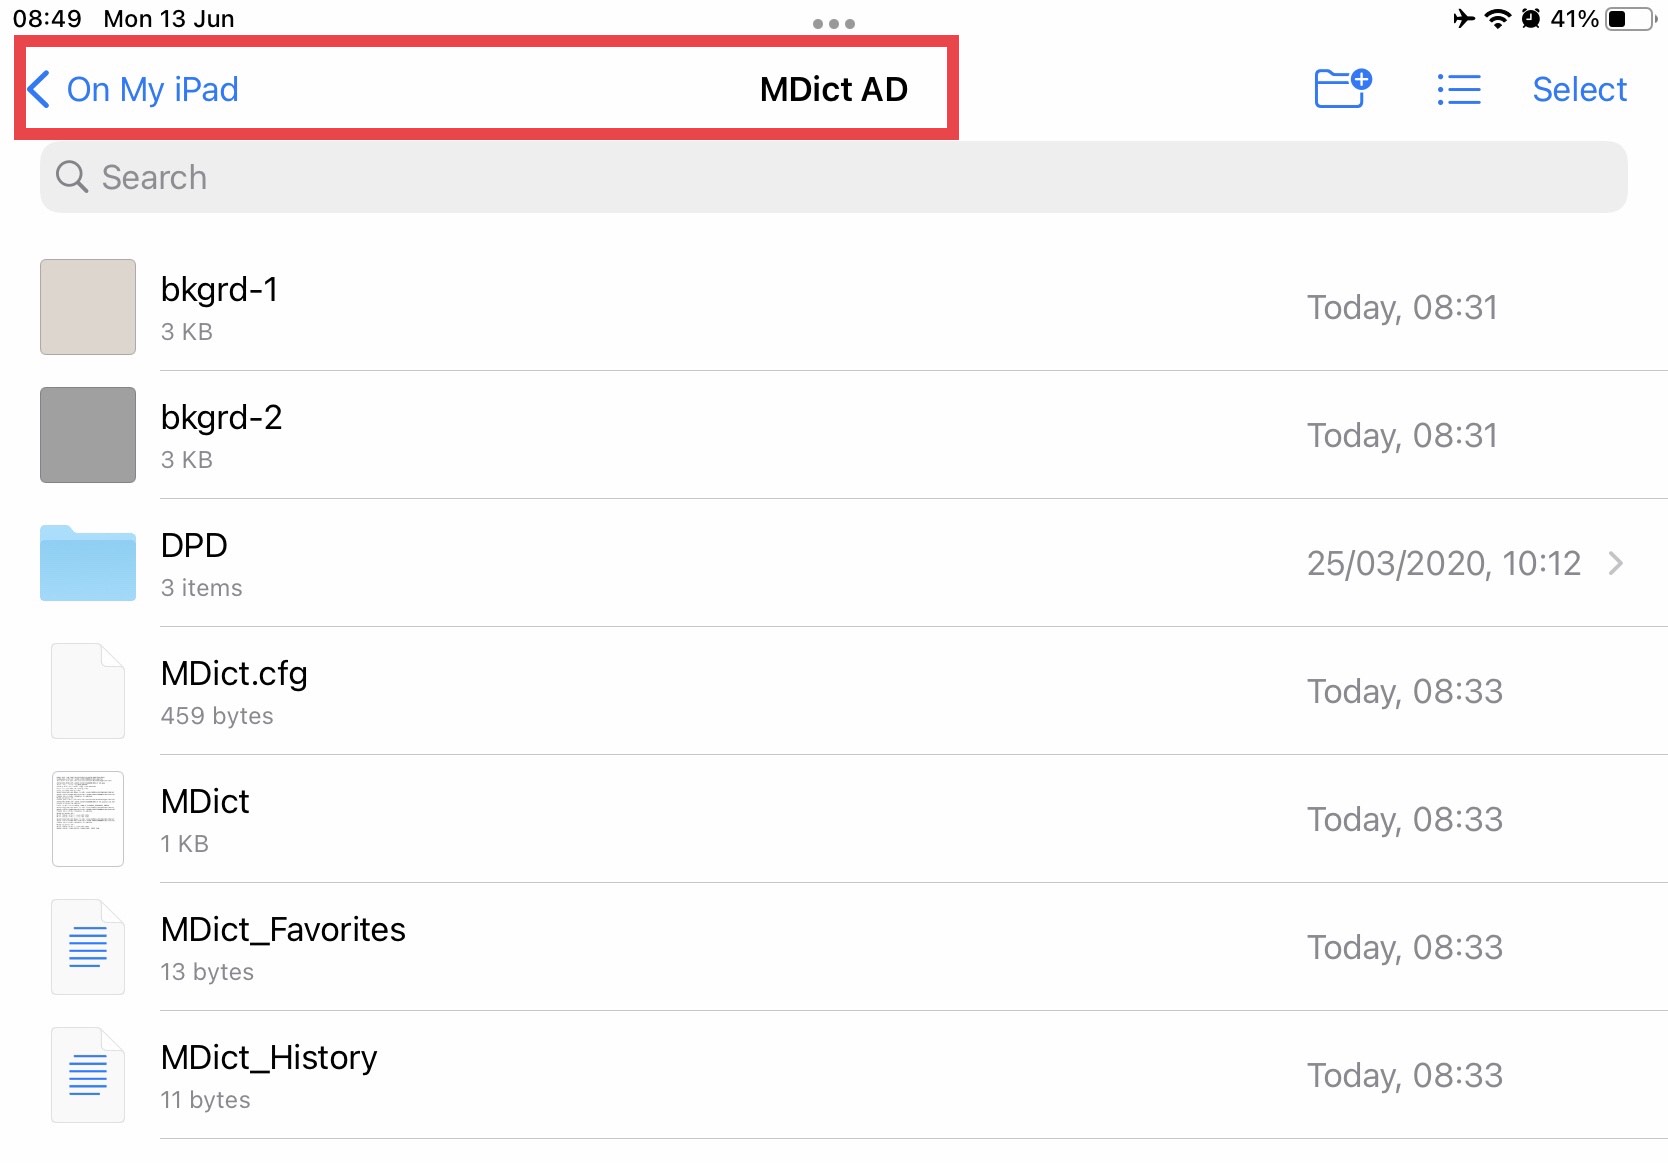 08:49 Mon 13 Jun 41%
On My iPad MDict AD Select
Search
bkgrd-1 Today, 08:31
3 KB
bkgrd-2 Today, 08:31
3 KB
DPD 25/03/2020, 10:12
3 items
MDict.cfg Today, 08:33
459 bytes
MDict Today, 08:33
1 KB
MDict_Favorites Today, 08:33
13 bytes
MDict_History Today, 08:33
11 bytes